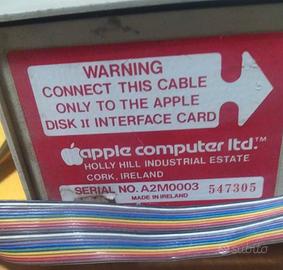 WARNING
CONNECT THIS CABLE
ONLY TO THE APPLE
DISK II INTERFACE CARD
apple computer ltd.™
HOLLY HILL INDUSTRIAL ESTATE
CORK, IRELAND
SERIAL NO. A2M0003 547305
MADE IN IRELAND
subito